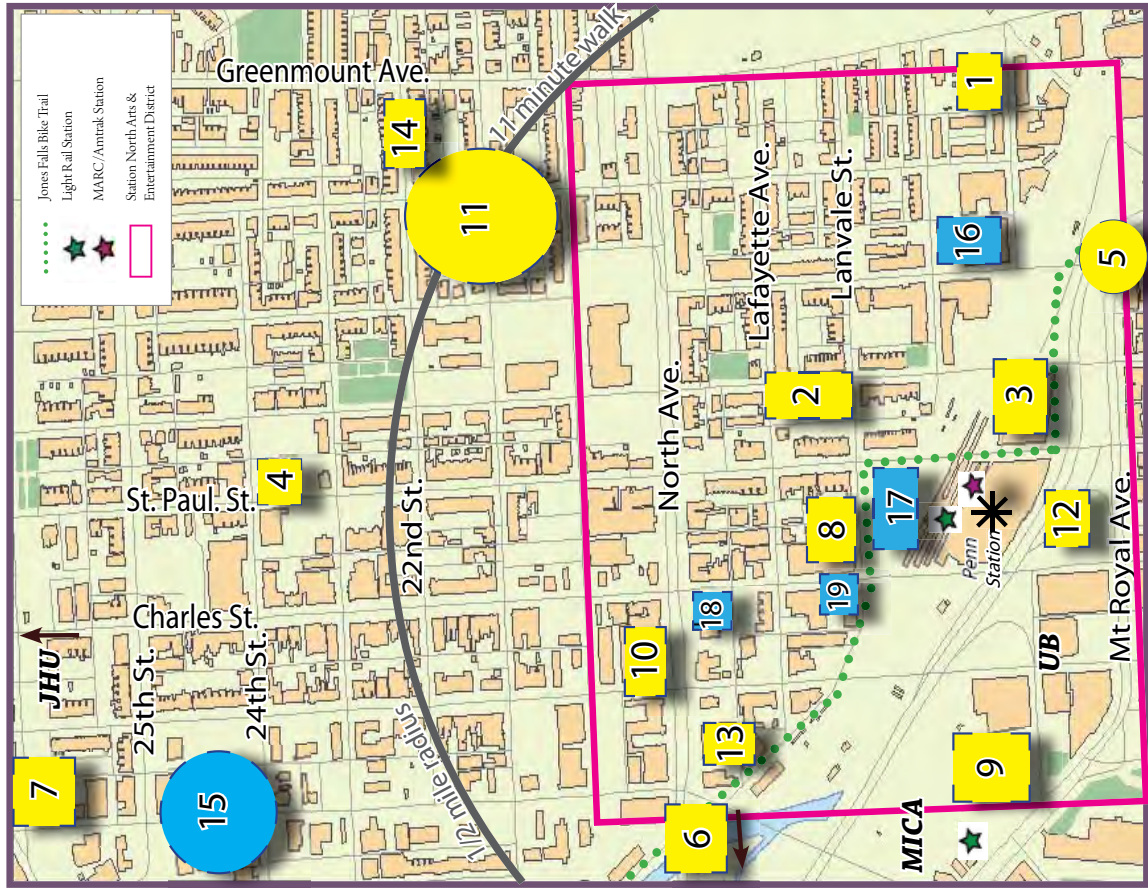 Jones Falls Bike Trail
Light Rail Station
MARC/Amtrak Station
Station North Arts &
Entertainment District
Greenmount Ave.
14
11 minute walk
11
1
Lafayette Ave.
Lanvale St.
16
5
2
3
North Ave.
St. Paul. St.
4
22nd St.
8
17
Penn
Station
12
Mt Royal Ave.
JHU
Charles St.
25th St.
24th St.
18
19
10
UB
7
15
1/2 mile radius
13
6
9
MICA